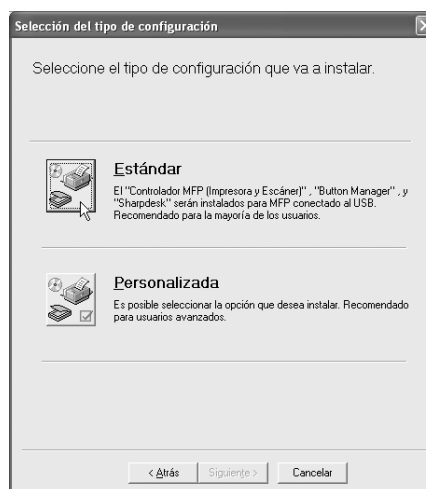 Selección del tipo de configuración
Seleccione el tipo de configuración que va a instalar.
Estándar
El "Controlador MFP (Impresora y Escáner)" , "Button Manager" , y
"Sharpdesk" serán instalados para MFP conectado al USB.
Recomendado para la mayoría de los usuarios.
Personalizada
Es posible seleccionar la opción que desea instalar. Recomendado
para usuarios avanzados.
< Atrás
Siguiente >
Cancelar